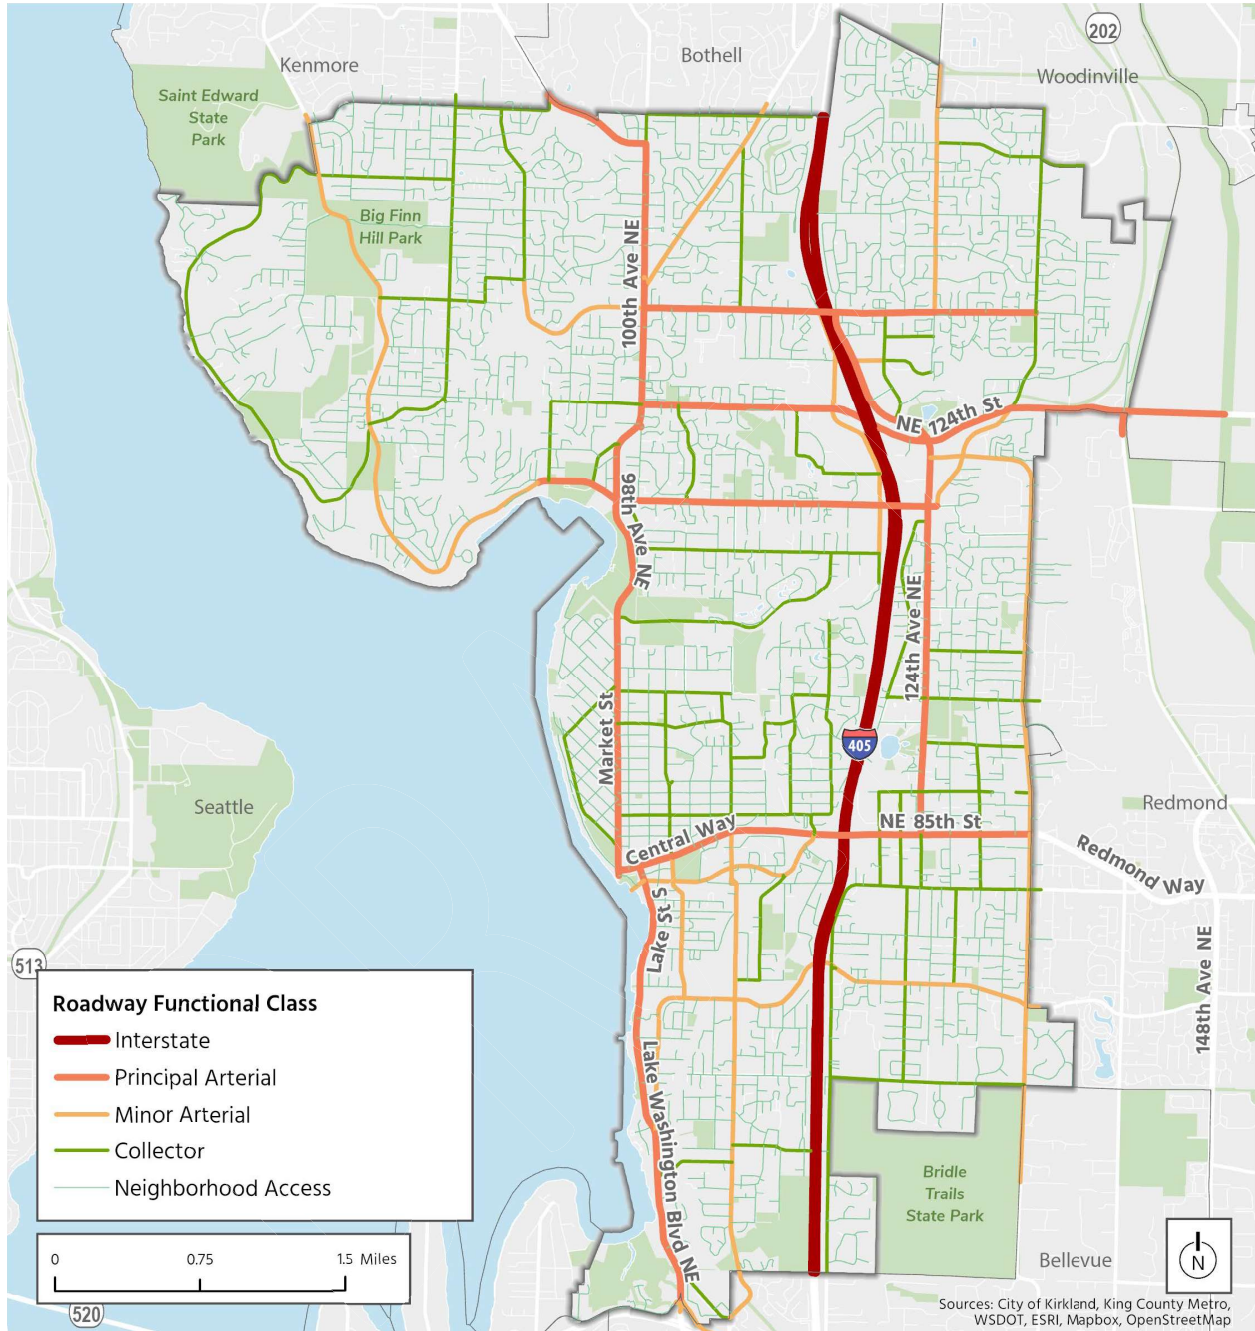 202
Bothell
Kenmore
Woodinville
Saint Edward
State
Park
Big Finn
Hill Park
100th Ave NE
NE 124th St
98th Ave NE
124th Ave NE
Market St
405
Seattle
Redmond
Central Way
NE 85th St
Redmond Way
Lake St S
148th Ave NE
513
Roadway Functional Class
Interstate
Principal Arterial
Minor Arterial
Collector
Neighborhood Access
Lake Washington Blvd NE
Bridle
Trails
State Park
0 0.75 1.5 Miles
Bellevue
N
520
Sources: City of Kirkland, King County Metro,
WSDOT, ESRI, Mapbox, OpenStreetMap